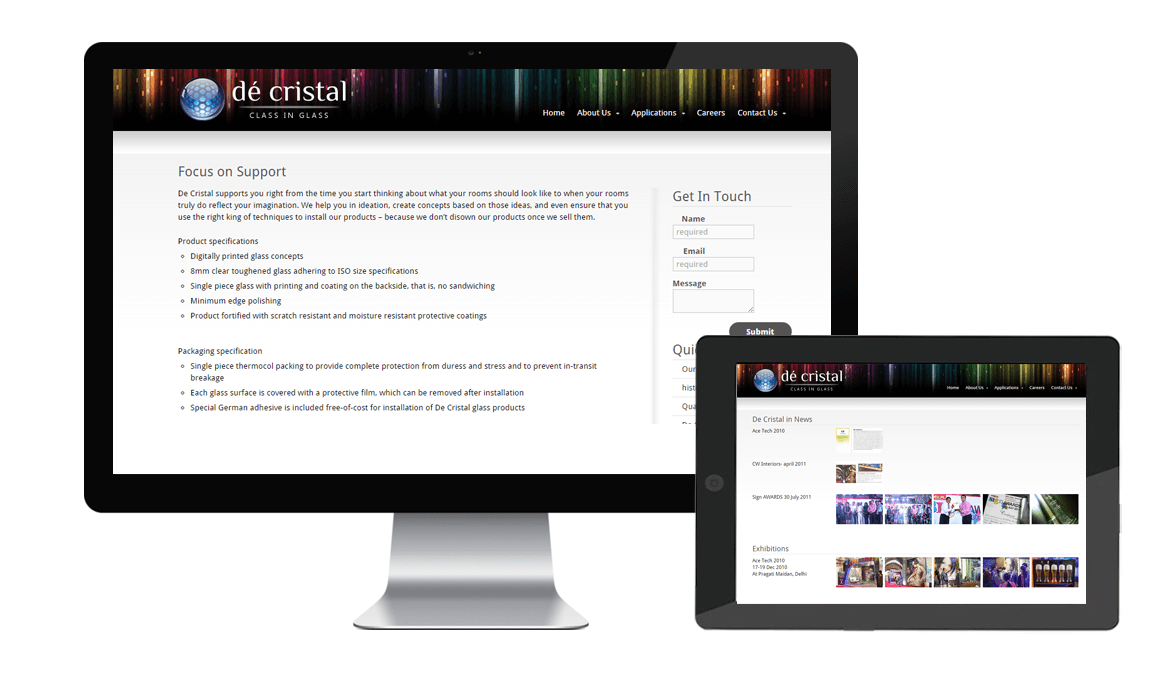 dé cristal
CLASS IN GLASS
Home About Us Applications Careers Contact Us
Focus on Support
De Cristal supports you right from the time you start thinking about what your rooms should look like to when your rooms
truly do reflect your imagination. We help you in ideation, create concepts based on those ideas, and even ensure that you
use the right king of techniques to install our products – because we don't disown our products once we sell them.
Product specifications
Digitally printed glass concepts
8mm clear toughened glass adhering to ISO size specifications
Single piece glass with printing and coating on the backside, that is, no sandwiching
Minimum edge polishing
Product fortified with scratch resistant and moisture resistant protective coatings
Packaging specification
Single piece thermocol packing to provide complete protection from duress and stress and to prevent in-transit
breakage
Each glass surface is covered with a protective film, which can be removed after installation
Special German adhesive is included free-of-cost for installation of De Cristal glass products
Get In Touch
Name
required
Email
required
Message
Submit
Qui
Our
hist
Qua
dé cristal
CLASS IN GLASS
Home About Us Applications Careers Contact Us
De Cristal in News
Ace Tech 2010
CW Interiors- april 2011
Sign AWARDS 30 July 2011
Exhibitions
Ace Tech 2010
17-19 Dec 2010
At Pragati Maidan, Delhi